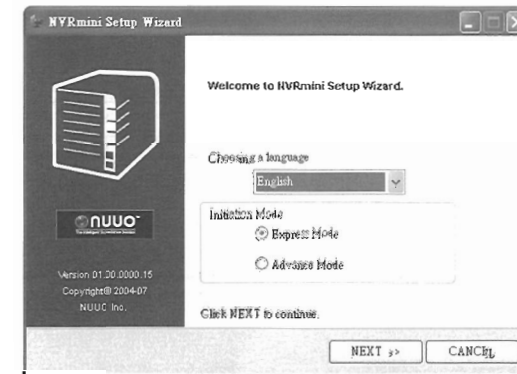 NVRmini Setup Wizard
Welcome to NVRmini Setup Wizard.
Choosing a language
English
Initiation Mode
Express Mode
Advance Mode
nuuo
Version 01.00.0000.15
Copyright© 2004-07
NUUO Inc.
Click NEXT to continue.
NEXT >>
CANCEL